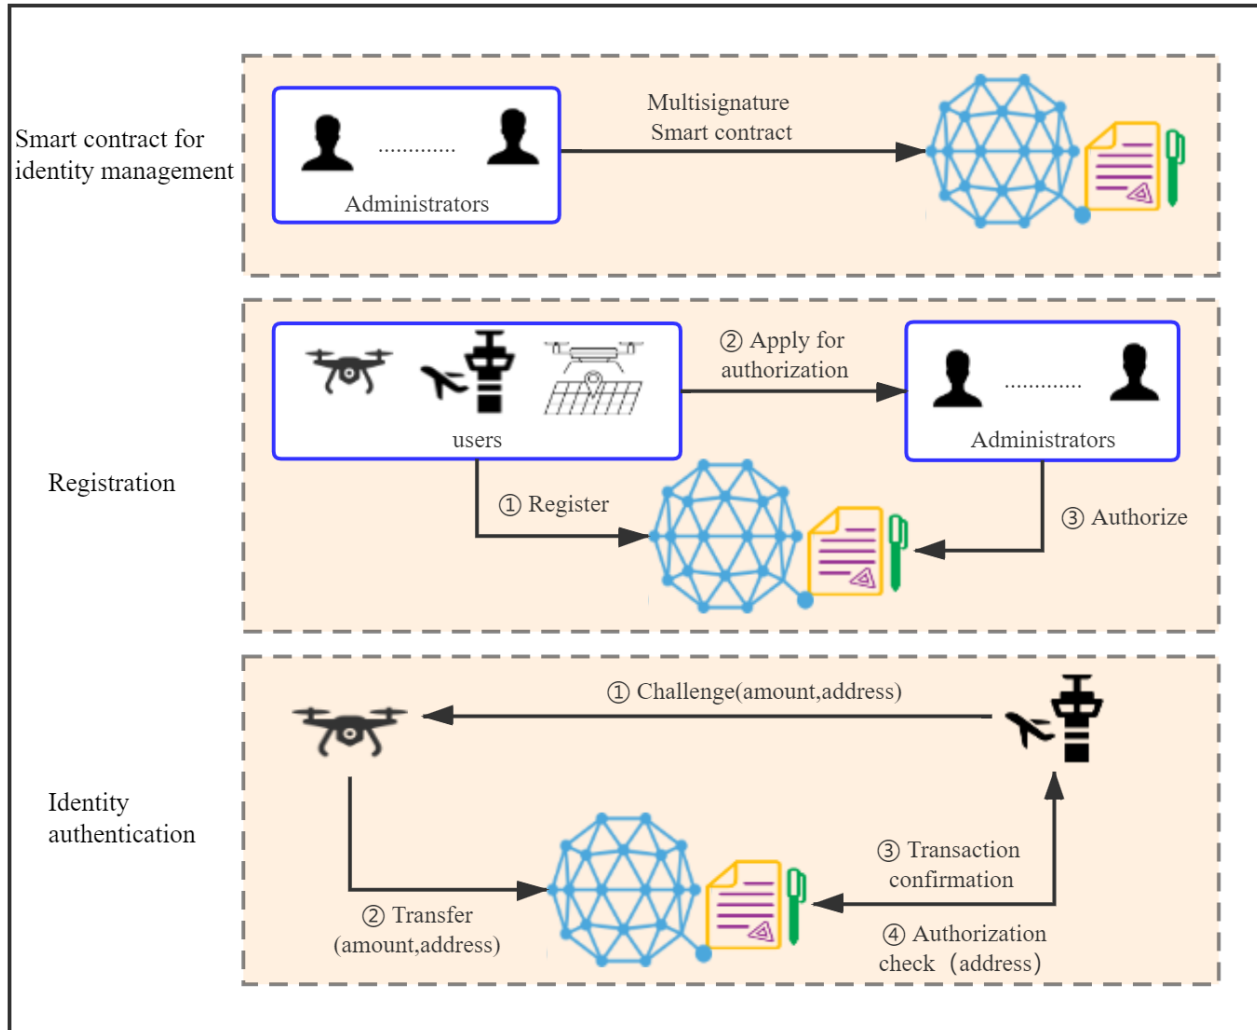 Smart contract for
identity management
.............
Administrators
Multisignature
Smart contract
Registration
users
② Apply for
authorization
.............
Administrators
① Register
③ Authorize
Identity
authentication
① Challenge(amount,address)
② Transfer
(amount,address)
③ Transaction
confirmation
④ Authorization
check（address）